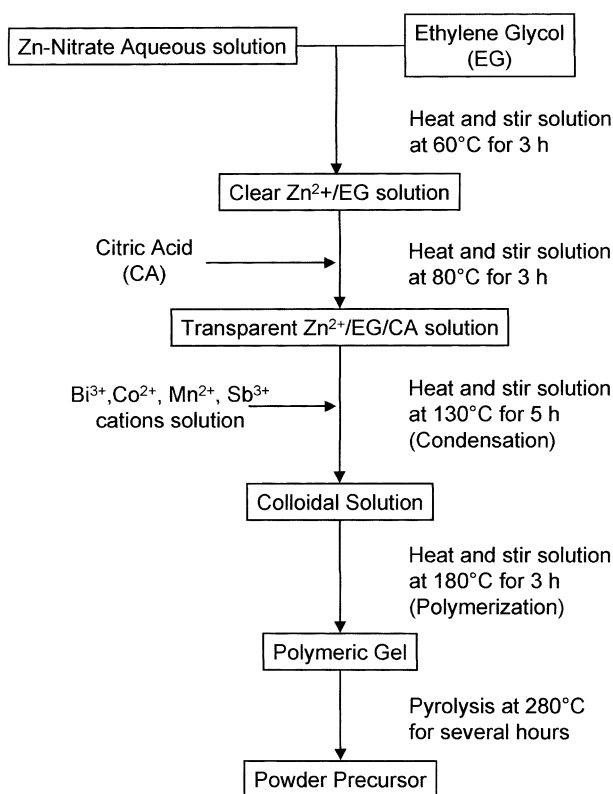 Zn-Nitrate Aqueous solution
Ethylene Glycol
(EG)
Heat and stir solution
at 60°C for 3 h
Clear Zn²+/EG solution
Citric Acid
(CA)
Heat and stir solution
at 80°C for 3 h
Transparent Zn²⁺/EG/CA solution
Bi³⁺,Co²⁺, Mn²⁺, Sb³⁺
cations solution
Heat and stir solution
at 130°C for 5 h
(Condensation)
Colloidal Solution
Heat and stir solution
at 180°C for 3 h
(Polymerization)
Polymeric Gel
Pyrolysis at 280°C
for several hours
Powder Precursor